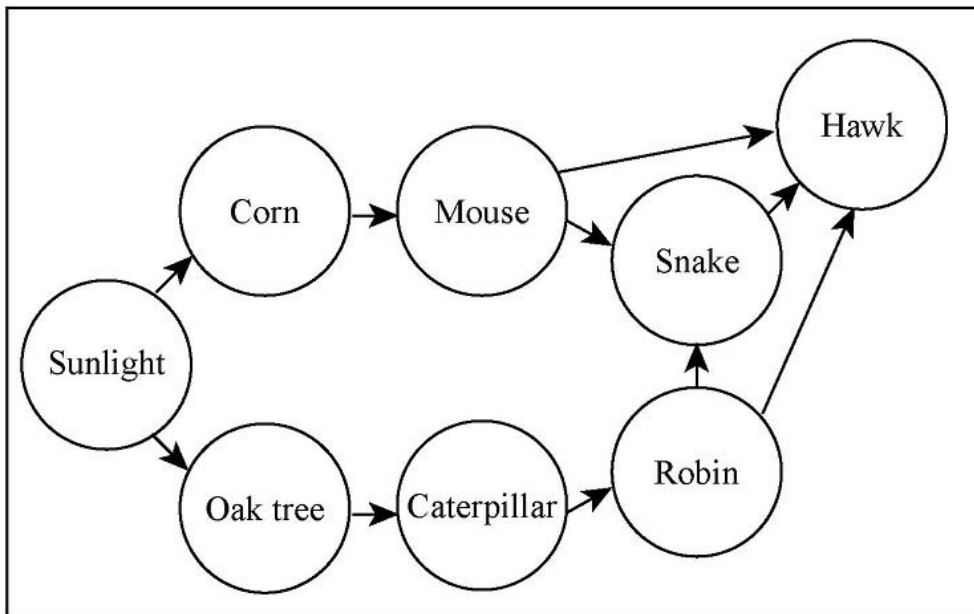 Hawk
Corn
Mouse
Snake
Sunlight
Oak tree
Caterpillar
Robin